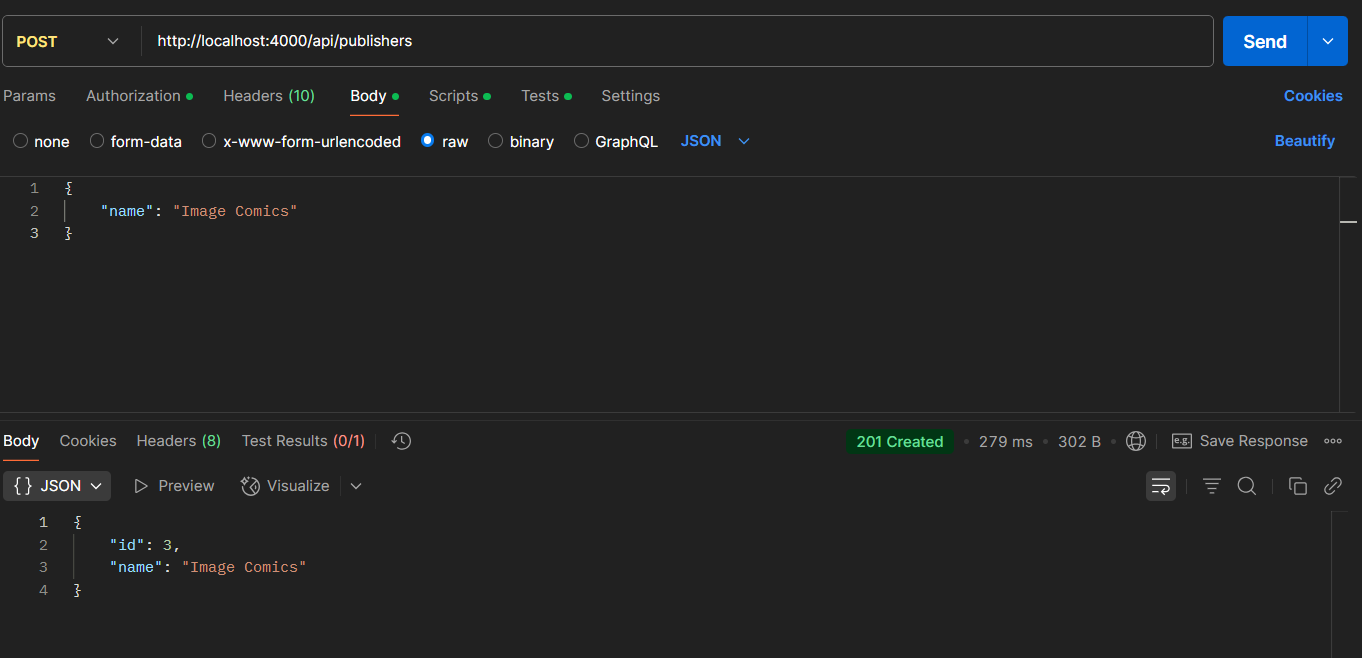 POST http://localhost:4000/api/publishers Send
Params Authorization Headers (10) Body Scripts Tests Settings Cookies
none form-data x-www-form-urlencoded raw binary GraphQL JSON Beautify
1 {
2 "name": "Image Comics"
3 }
Body Cookies Headers (8) Test Results (0/1) 201 Created 279 ms 302 B e.g. Save Response
{} JSON Preview Visualize
1 {
2 "id": 3,
3 "name": "Image Comics"
4 }